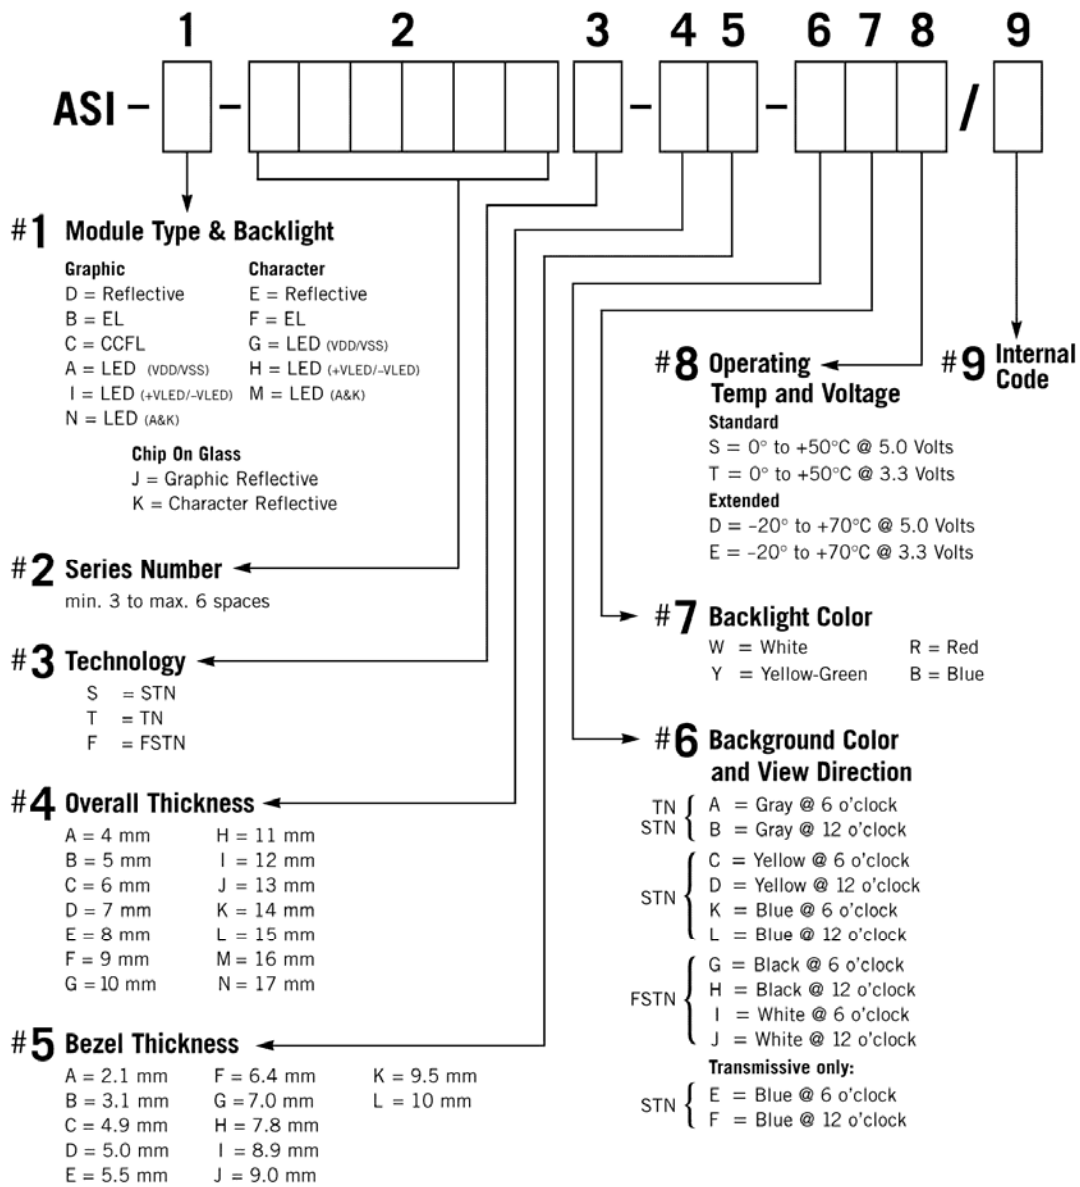 1 2 3 4 5 6 7 8 9
ASI – – – – /
#1 Module Type & Backlight
Graphic Character
D = Reflective E = Reflective
B = EL F = EL
C = CCFL G = LED (VDD/VSS)
A = LED (VDD/VSS) H = LED (+VLED/–VLED)
I = LED (+VLED/–VLED) M = LED (A&K)
N = LED (A&K)
Chip On Glass
J = Graphic Reflective
K = Character Reflective
#2 Series Number
min. 3 to max. 6 spaces
#3 Technology
S = STN
T = TN
F = FSTN
#4 Overall Thickness
A = 4 mm H = 11 mm
B = 5 mm I = 12 mm
C = 6 mm J = 13 mm
D = 7 mm K = 14 mm
E = 8 mm L = 15 mm
F = 9 mm M = 16 mm
G = 10 mm N = 17 mm
#5 Bezel Thickness
A = 2.1 mm F = 6.4 mm K = 9.5 mm
B = 3.1 mm G = 7.0 mm L = 10 mm
C = 4.9 mm H = 7.8 mm
D = 5.0 mm I = 8.9 mm
E = 5.5 mm J = 9.0 mm
#8 Operating
Temp and Voltage
Standard
S = 0° to +50°C @ 5.0 Volts
T = 0° to +50°C @ 3.3 Volts
Extended
D = –20° to +70°C @ 5.0 Volts
E = –20° to +70°C @ 3.3 Volts
#9 Internal
Code
#7 Backlight Color
W = White R = Red
Y = Yellow-Green B = Blue
#6 Background Color
and View Direction
TN A = Gray @ 6 o'clock
STN B = Gray @ 12 o'clock
C = Yellow @ 6 o'clock
D = Yellow @ 12 o'clock
STN
K = Blue @ 6 o'clock
L = Blue @ 12 o'clock
G = Black @ 6 o'clock
H = Black @ 12 o'clock
FSTN
I = White @ 6 o'clock
J = White @ 12 o'clock
Transmissive only:
E = Blue @ 6 o'clock
STN
F = Blue @ 12 o'clock